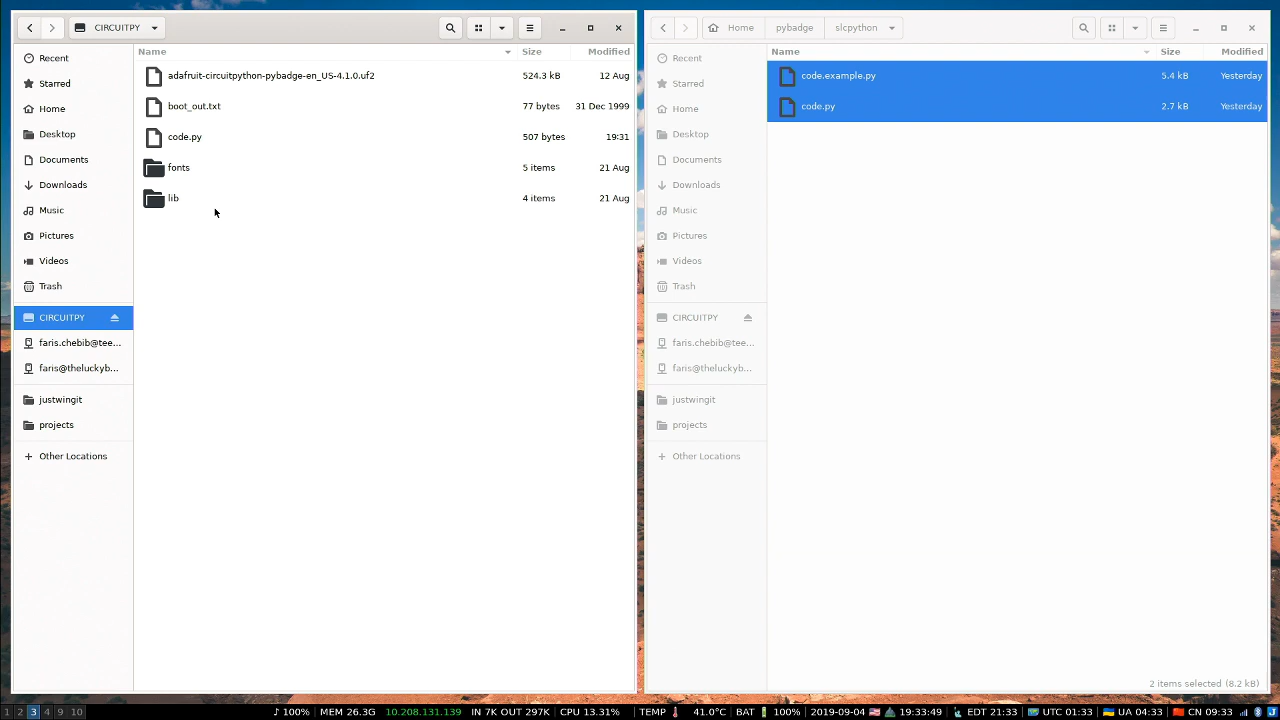 CIRCUITPY
Name Size Modified
Recent
Starred
Home
Desktop
Documents
Downloads
Music
Pictures
Videos
Trash
CIRCUITPY
faris.chebib@tee...
faris@theluckyb...
justwingit
projects
+ Other Locations
adafruit-circuitpython-pybadge-en_US-4.1.0.uf2 524.3 kB 12 Aug
boot_out.txt 77 bytes 31 Dec 1999
code.py 507 bytes 19:31
fonts 5 items 21 Aug
lib 4 items 21 Aug
Home pybadge slcpython
Name Size Modified
Recent
Starred
Home
Desktop
Documents
Downloads
Music
Pictures
Videos
Trash
CIRCUITPY
faris.chebib@tee...
faris@theluckyb...
justwingit
projects
+ Other Locations
code.example.py 5.4 kB Yesterday
code.py 2.7 kB Yesterday
2 items selected (8.2 kB)
1 2 3 10 ♪ 100% MEM 26.3G 10.208.131.139 IN 7K OUT 297K CPU 13.31% TEMP 41.0°C BAT 100% 2019-09-04 19:33:49 EDT 21:33 UTC 01:33 UA 04:33 CN 09:33